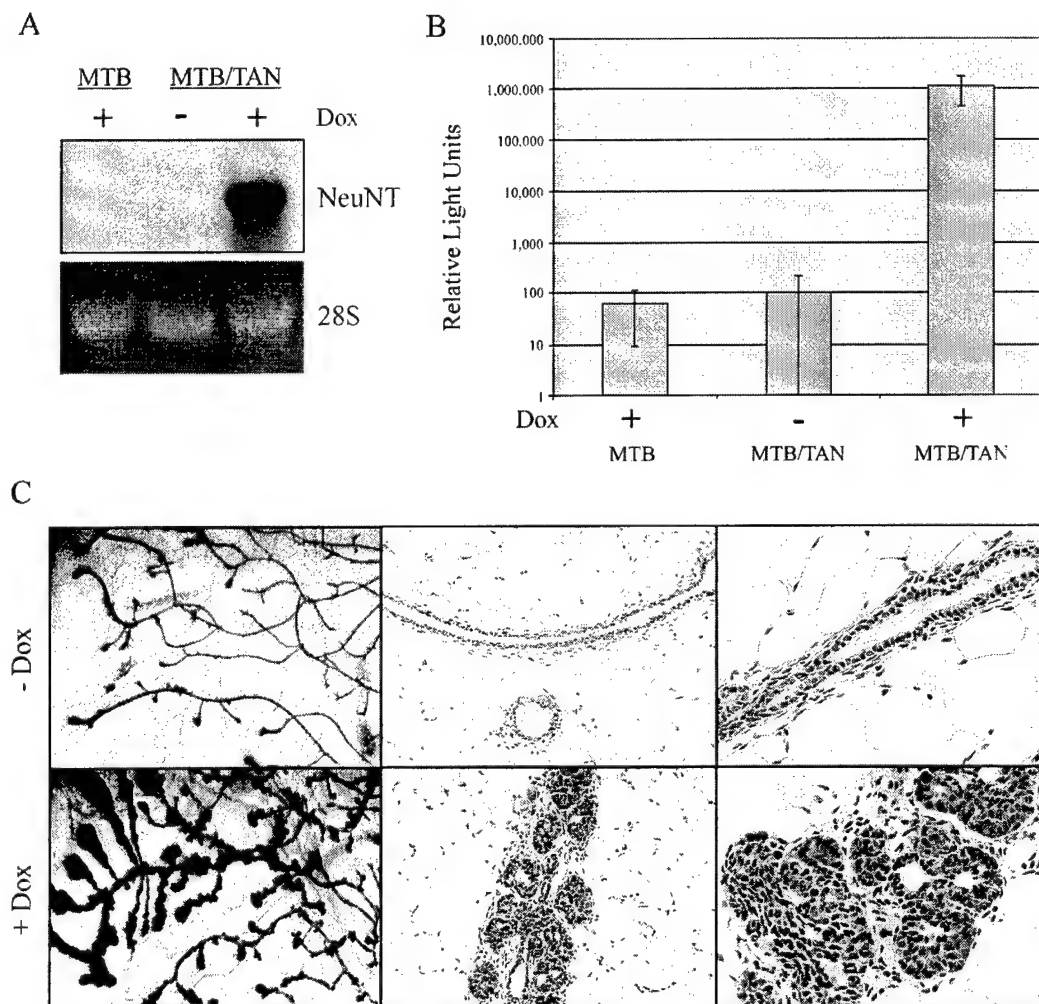 A
MTB MTB/TAN
+ - + Dox
NeuNT
28S
B
Relative Light Units
10,000.000
1,000.000
100.000
10,000
1,000
100
10
1
Dox + - +
MTB MTB/TAN MTB/TAN
C
- Dox
+ Dox